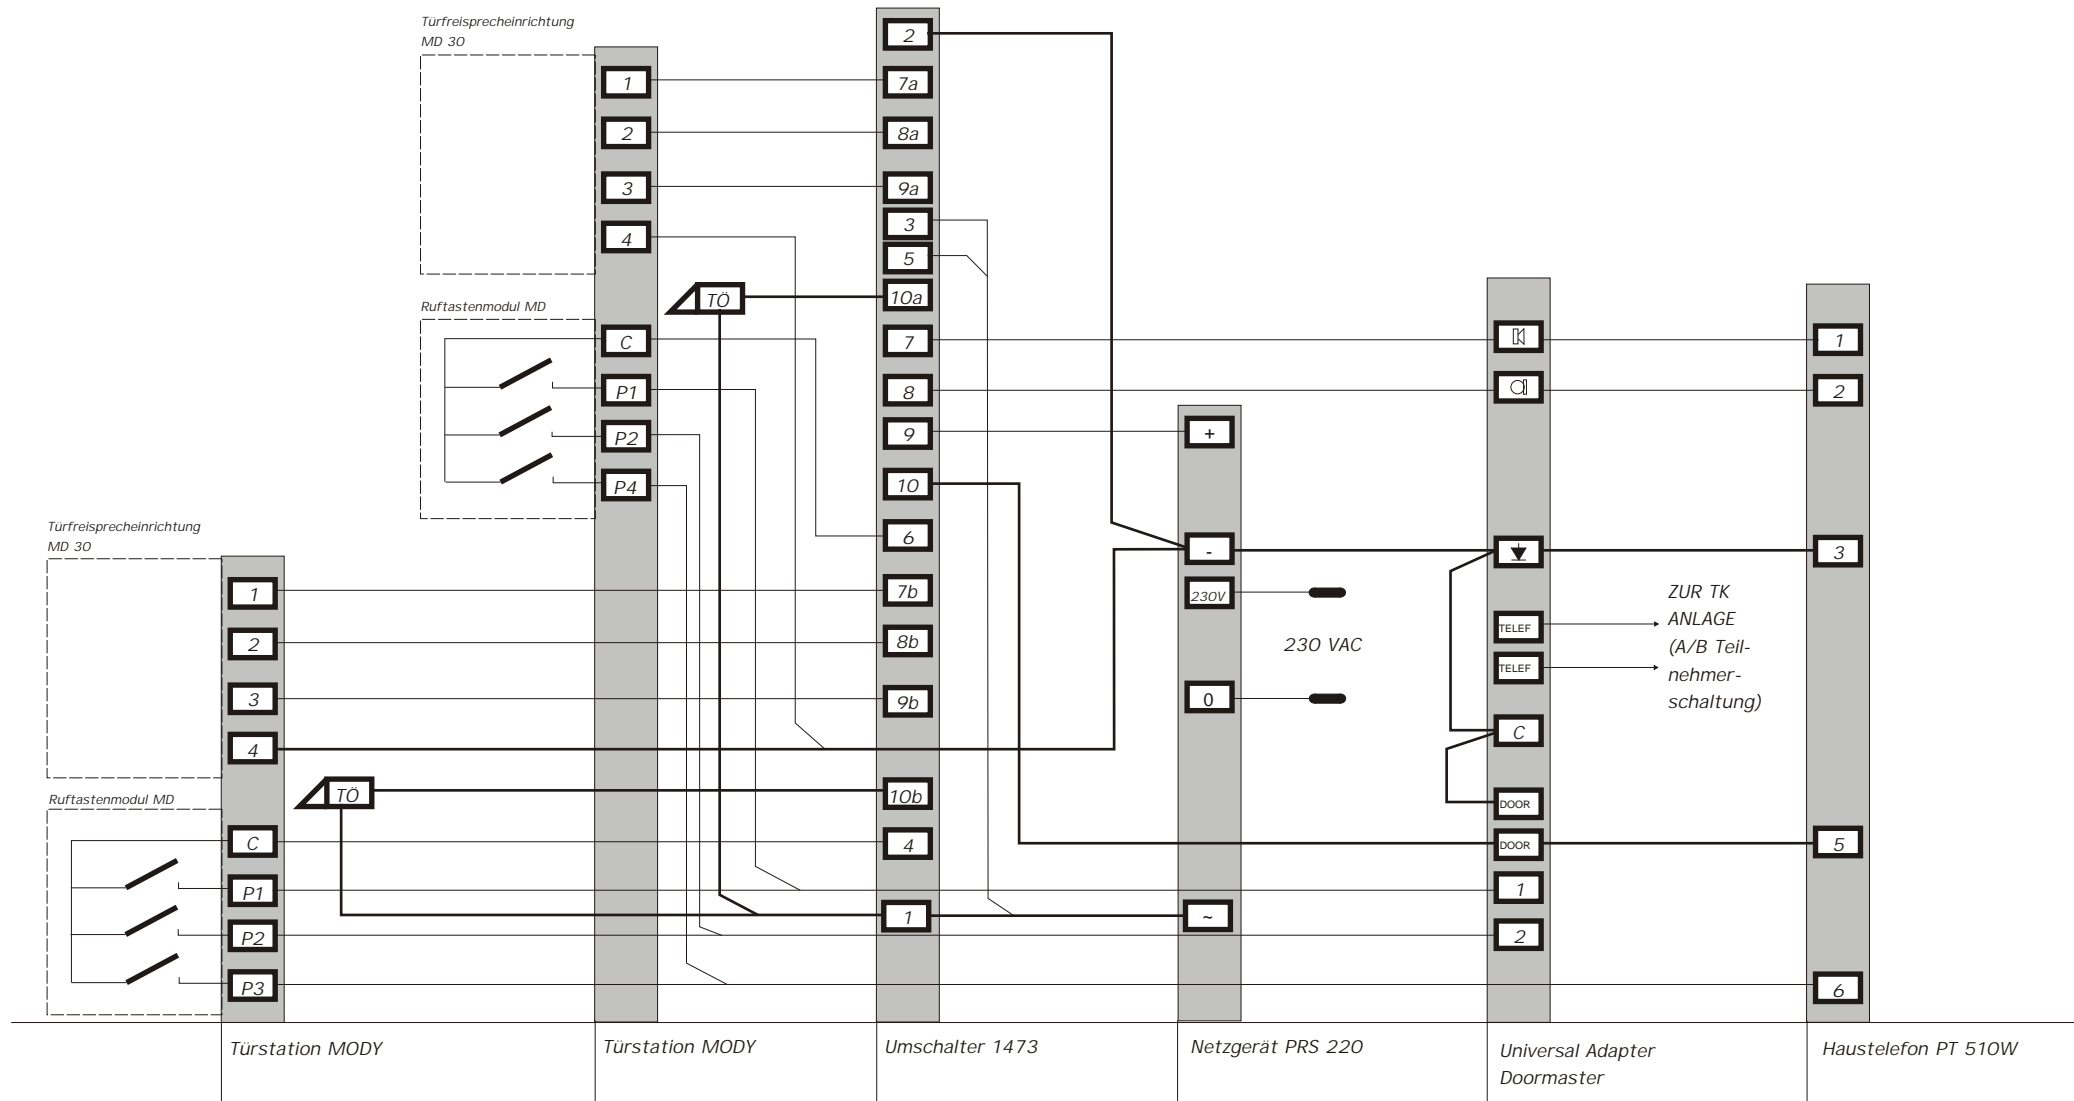 Türfreisprecheinrichtung
MD 30
1
2
3
4
Ruftastenmodul MD
C
P1
P2
P4
TÖ
Türfreisprecheinrichtung
MD 30
1
2
3
4
Ruftastenmodul MD
C
P1
P2
P3
TÖ
2
7a
8a
9a
3
5
10a
7
8
9
10
6
7b
8b
9b
10b
4
1
+
-
230V
0
~
230 VAC
TELEF
TELEF
C
DOOR
DOOR
1
2
ZUR TK
ANLAGE
(A/B Teil-
nehmer-
schaltung)
1
2
3
5
6
Türstation MODY
Türstation MODY
Umschalter 1473
Netzgerät PRS 220
Universal Adapter
Doormaster
Haustelefon PT 510W